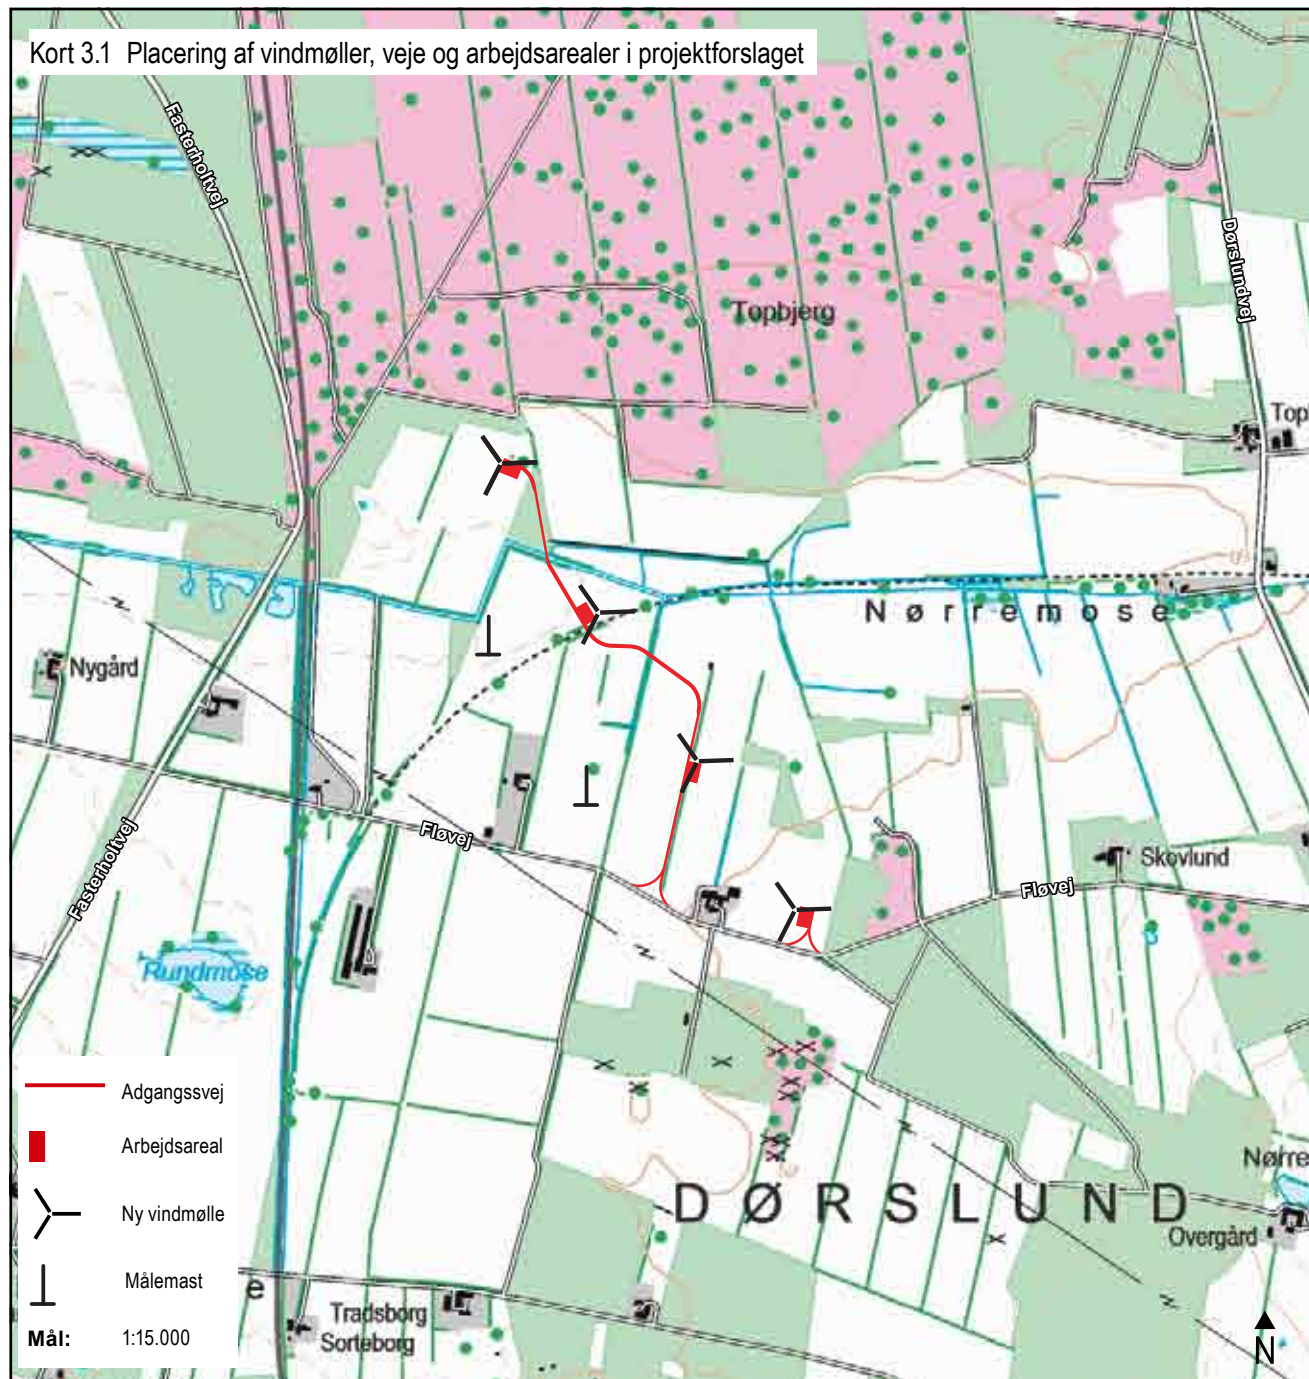 Kort 3.1 Placering af vindmøller, veje og arbejdsarealer i projektforslaget
Fasterholtvej
Dørslundvej
Topbjerg
Top
Nørremose
Nygård
Fløvej
Skovlund
Fløvej
Fasterholtvej
Rundmose
Adgangssvej
Arbejdsareal
Ny vindmølle
Målemast
Mål: 1:15.000
Nørre
DØRSLUND
Overgård
e
Tradsborg
Sorteborg
N